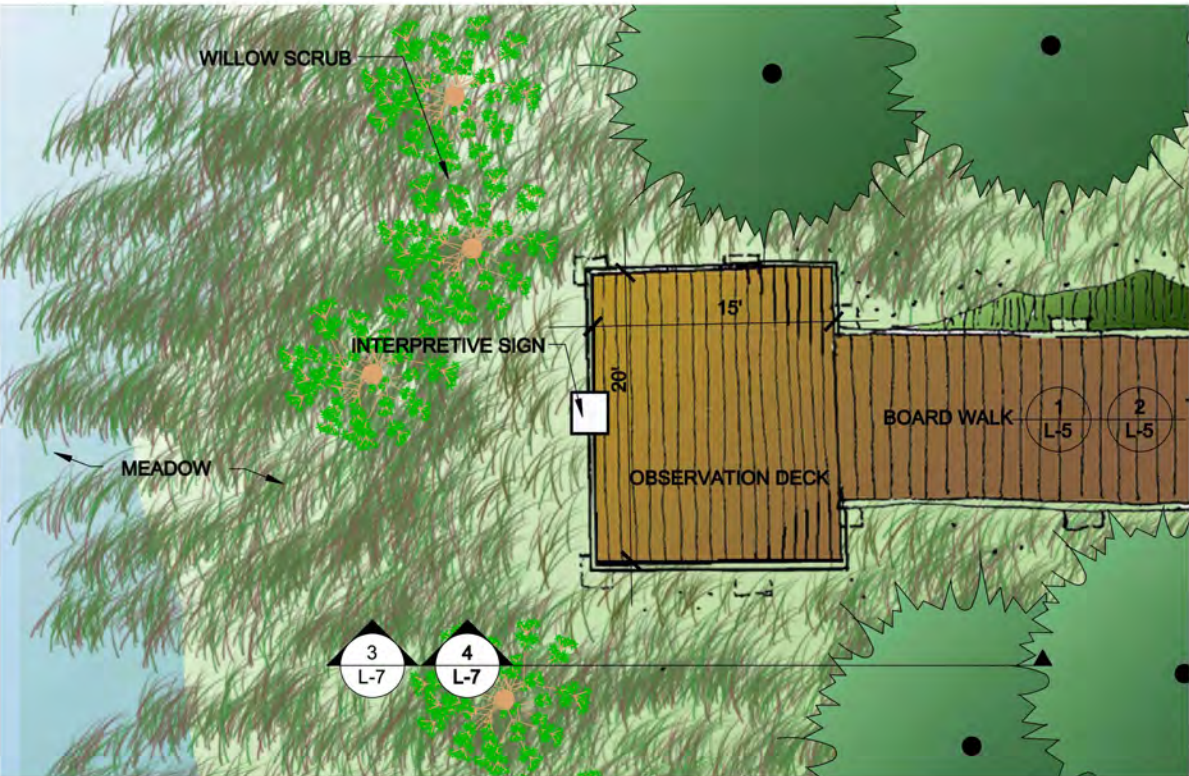 WILLOW SCRUB
15'
INTERPRETIVE SIGN
20'
BOARD WALK
1
L-5
2
L-5
MEADOW
OBSERVATION DECK
3
L-7
4
L-7